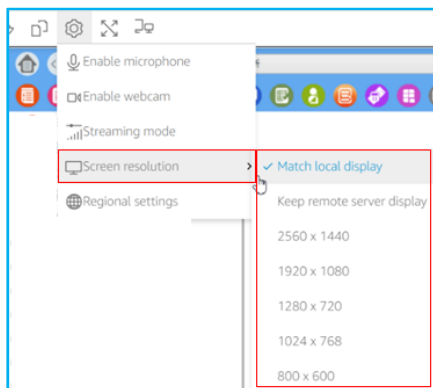 Enable microphone
Enable webcam
Streaming mode
Screen resolution
Match local display
Keep remote server display
Regional settings
2560 x 1440
1920 x 1080
1280 x 720
1024 x 768
800 x 600